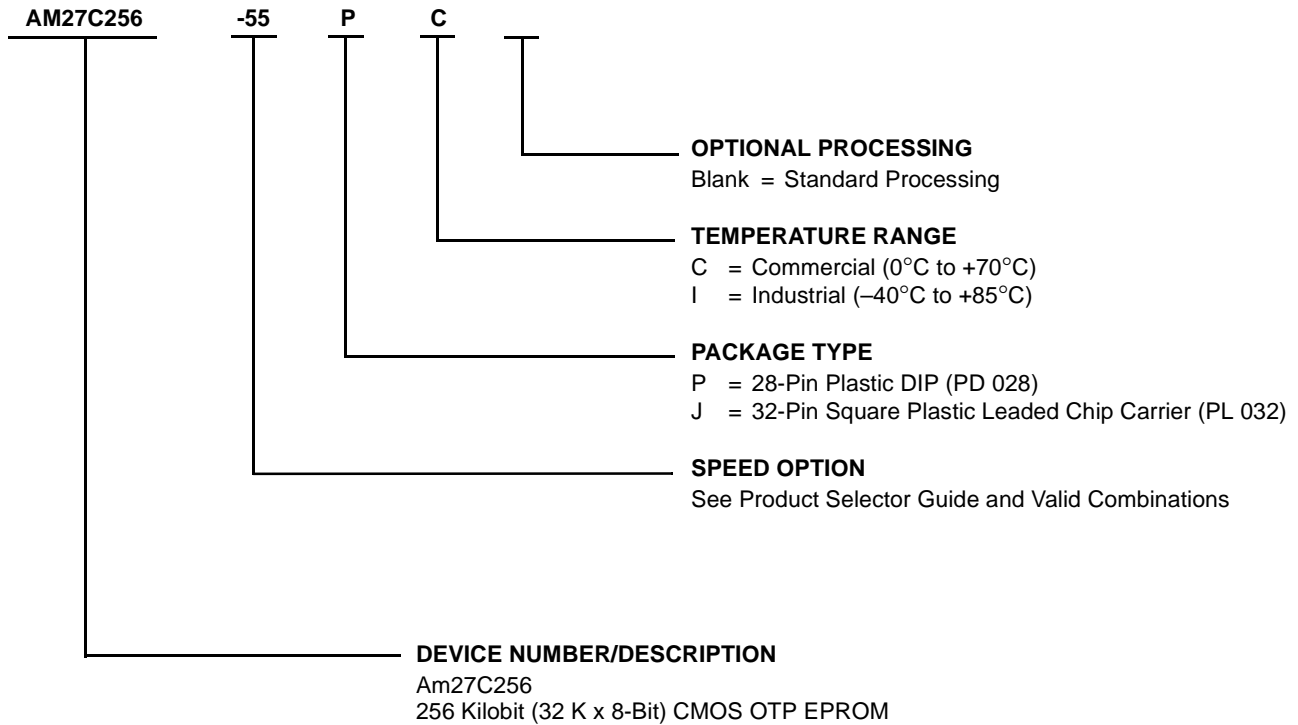 AM27C256 -55 P C
OPTIONAL PROCESSING
Blank = Standard Processing
TEMPERATURE RANGE
C = Commercial (0°C to +70°C)
I = Industrial (–40°C to +85°C)
PACKAGE TYPE
P = 28-Pin Plastic DIP (PD 028)
J = 32-Pin Square Plastic Leaded Chip Carrier (PL 032)
SPEED OPTION
See Product Selector Guide and Valid Combinations
DEVICE NUMBER/DESCRIPTION
Am27C256
256 Kilobit (32 K x 8-Bit) CMOS OTP EPROM